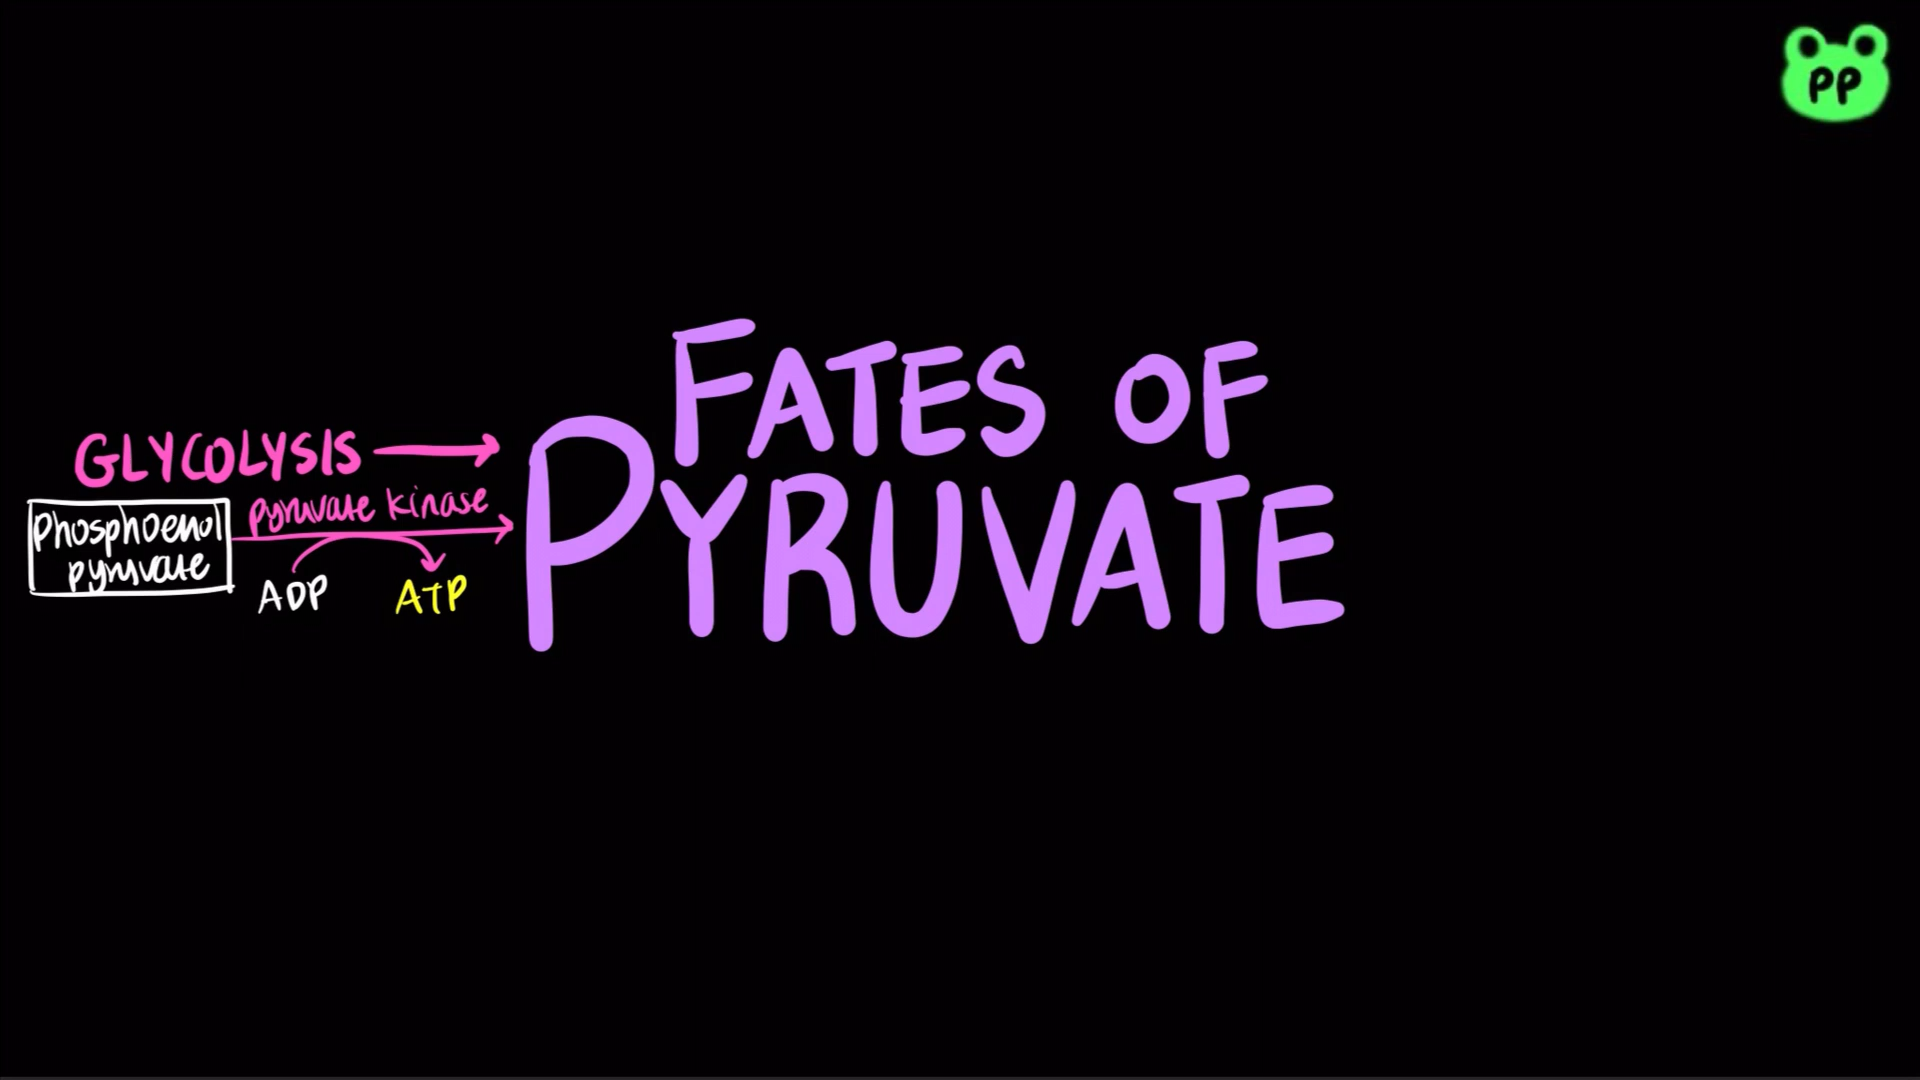 PP
FATES OF
PYRUVATE
GLYCOLYSIS
Phosphoenol
pyruvate
pyruvate kinase
ADP
ATP